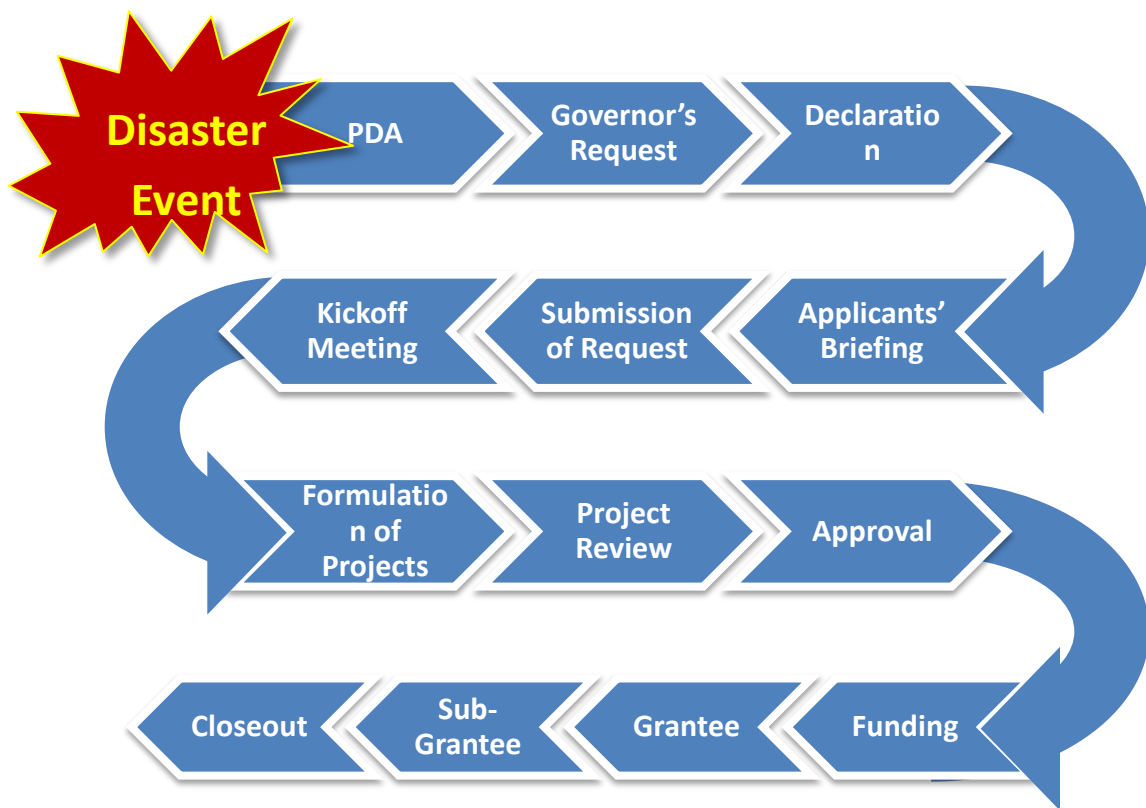 Disaster
Event
PDA
Governor's
Request
Declaratio
n
Applicants'
Briefing
Submission
of Request
Kickoff
Meeting
Formulatio
n of
Projects
Project
Review
Approval
Funding
Grantee
Sub-
Grantee
Closeout